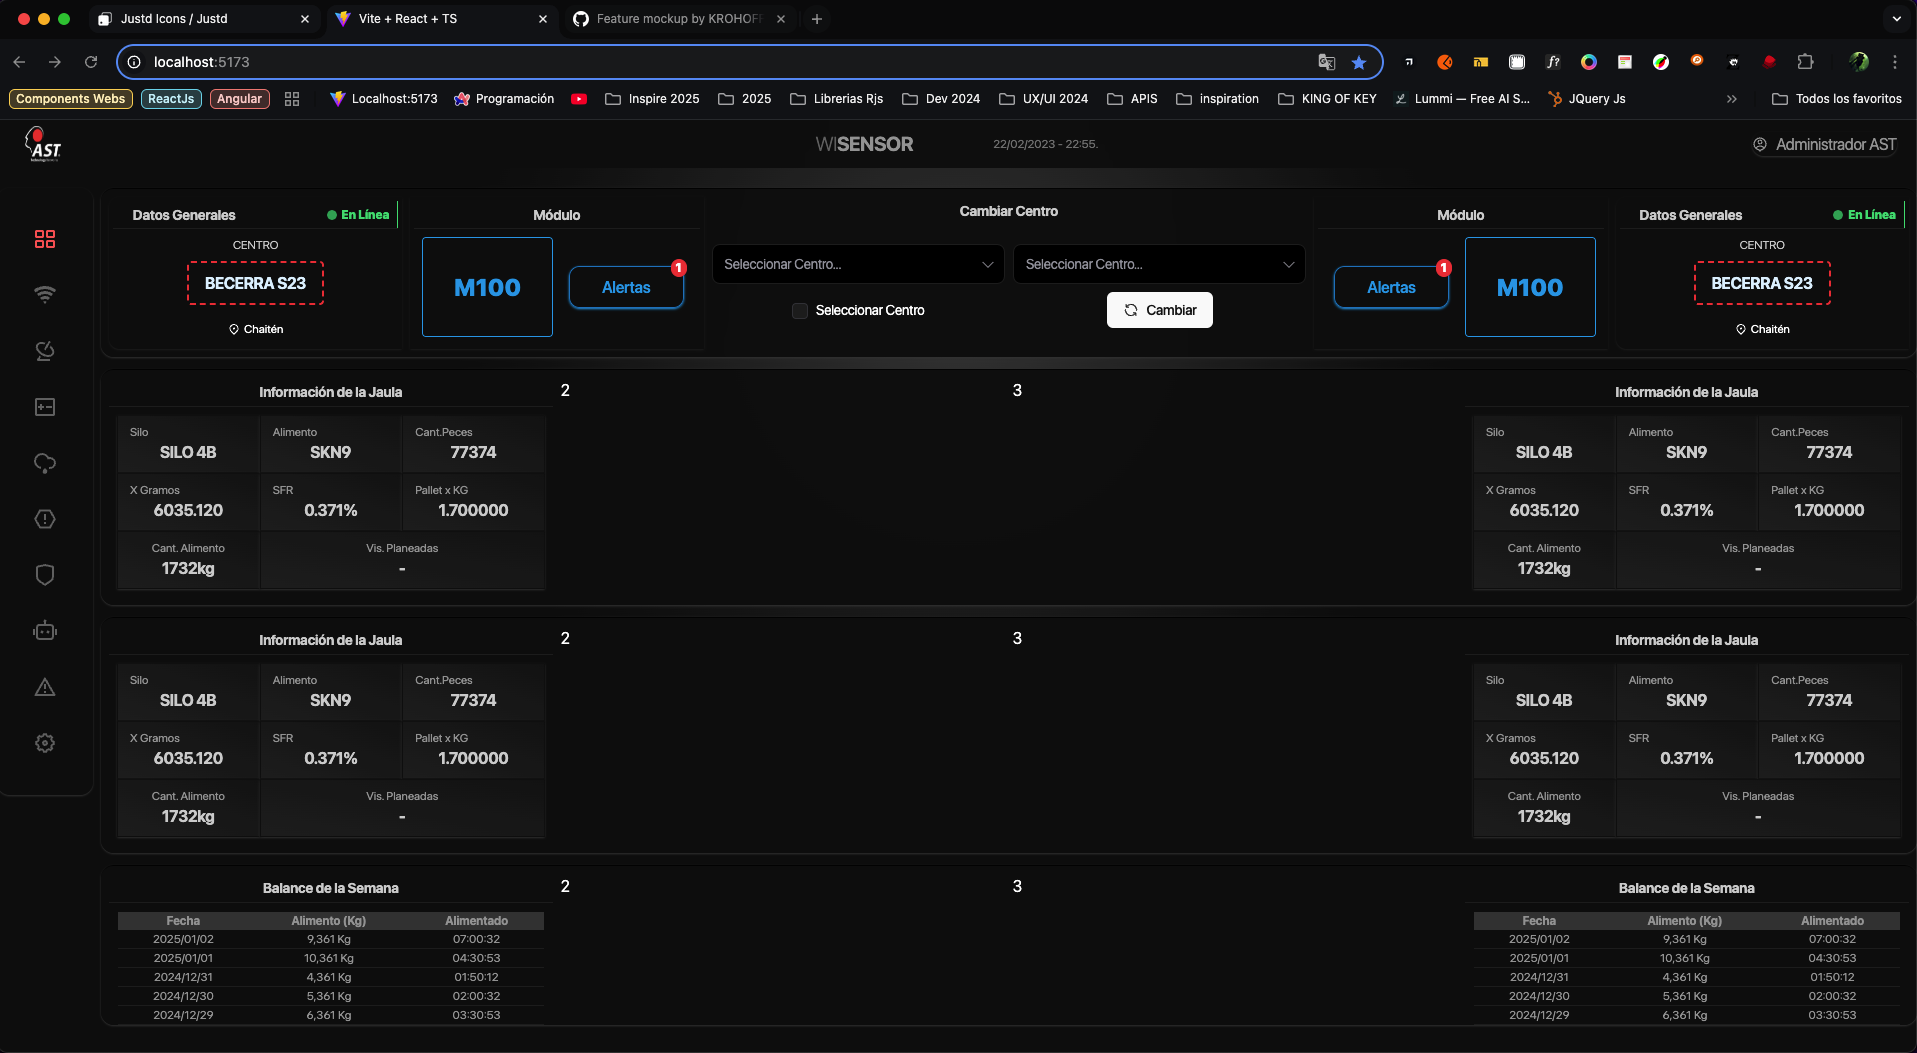 Justd Icons / Justd
Vite + React + TS
Feature mockup by KROHOFF
localhost:5173
Components Webs ReactJs Angular Localhost:5173 Programación Inspire 2025 2025 Librerias Rjs Dev 2024 UX/UI 2024 APIS inspiration KING OF KEY Lummi — Free AI S... JQuery Js » Todos los favoritos
AST
WISENSOR 22/02/2023 - 22:55. Administrador AST
Datos Generales En Línea
CENTRO
BECERRA S23
Chaitén
Módulo
M100 Alertas 1
Cambiar Centro
Seleccionar Centro... Seleccionar Centro...
Seleccionar Centro Cambiar
Módulo
Alertas 1 M100
Datos Generales En Línea
CENTRO
BECERRA S23
Chaitén
Información de la Jaula
Silo Alimento Cant.Peces
SILO 4B SKN9 77374
X Gramos SFR Pallet x KG
6035.120 0.371% 1.700000
Cant. Alimento Vis. Planeadas
1732kg -
2
3
Información de la Jaula
Silo Alimento Cant.Peces
SILO 4B SKN9 77374
X Gramos SFR Pallet x KG
6035.120 0.371% 1.700000
Cant. Alimento Vis. Planeadas
1732kg -
Información de la Jaula
Silo Alimento Cant.Peces
SILO 4B SKN9 77374
X Gramos SFR Pallet x KG
6035.120 0.371% 1.700000
Cant. Alimento Vis. Planeadas
1732kg -
2
3
Información de la Jaula
Silo Alimento Cant.Peces
SILO 4B SKN9 77374
X Gramos SFR Pallet x KG
6035.120 0.371% 1.700000
Cant. Alimento Vis. Planeadas
1732kg -
Balance de la Semana
Fecha Alimento (Kg) Alimentado
2025/01/02 9,361 Kg 07:00:32
2025/01/01 10,361 Kg 04:30:53
2024/12/31 4,361 Kg 01:50:12
2024/12/30 5,361 Kg 02:00:32
2024/12/29 6,361 Kg 03:30:53
2
3
Balance de la Semana
Fecha Alimento (Kg) Alimentado
2025/01/02 9,361 Kg 07:00:32
2025/01/01 10,361 Kg 04:30:53
2024/12/31 4,361 Kg 01:50:12
2024/12/30 5,361 Kg 02:00:32
2024/12/29 6,361 Kg 03:30:53